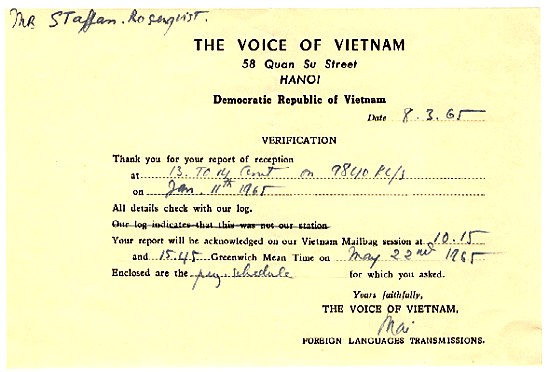 Mr Staffan. Rosenqvist.
THE VOICE OF VIETNAM
58 Quan Su Street
HANOI
Democratic Republic of Vietnam
Date 8.3.65
VERIFICATION
Thank you for your report of reception
at 13. To 14 Gmt on 9840 Kc/s
on Jan. 11th 1965
All details check with our log.
Our log indicates that this was not our station
Your report will be acknowledged on our Vietnam Mailbag session at 10.15
and 15.45 Greenwich Mean Time on May 22nd 1965
Enclosed are the schedule for which you asked.
Yours faithfully,
THE VOICE OF VIETNAM,
Mai
FOREIGN LANGUAGES TRANSMISSIONS.